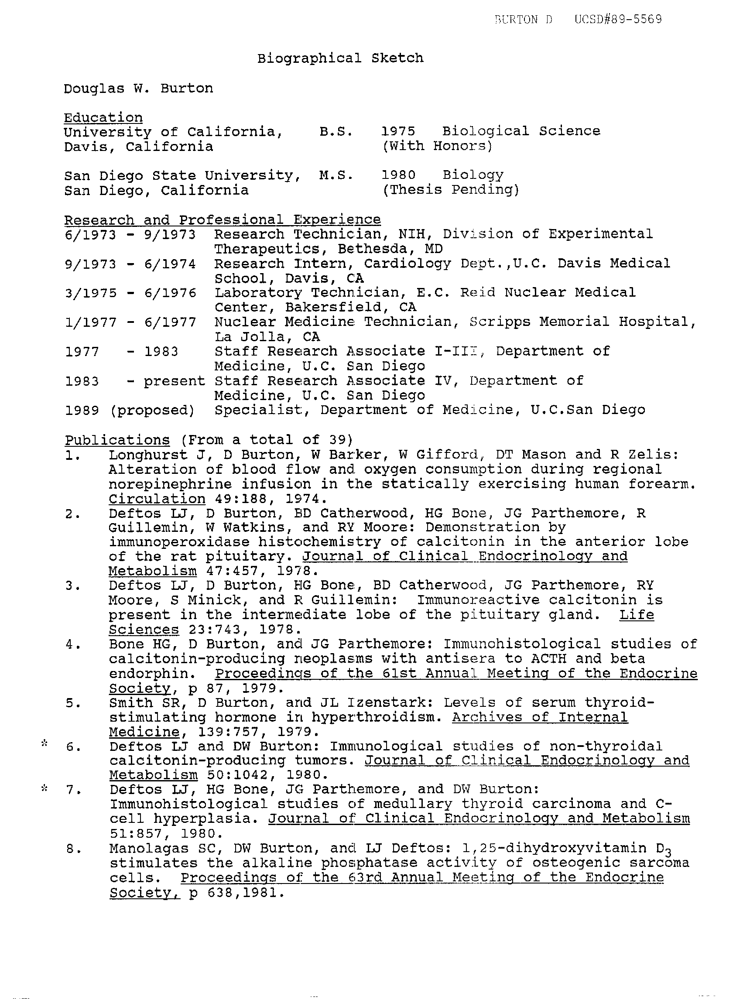 BURTON D UCSD#89-5569
Biographical Sketch
Douglas W. Burton
Education
University of California, B.S. 1975 Biological Science
Davis, California (With Honors)
San Diego State University, M.S. 1980 Biology
San Diego, California (Thesis Pending)
Research and Professional Experience
6/1973 - 9/1973 Research Technician, NIH, Division of Experimental
Therapeutics, Bethesda, MD
9/1973 - 6/1974 Research Intern, Cardiology Dept.,U.C. Davis Medical
School, Davis, CA
3/1975 - 6/1976 Laboratory Technician, E.C. Reid Nuclear Medical
Center, Bakersfield, CA
1/1977 - 6/1977 Nuclear Medicine Technician, Scripps Memorial Hospital,
La Jolla, CA
1977 - 1983 Staff Research Associate I-III, Department of
Medicine, U.C. San Diego
1983 - present Staff Research Associate IV, Department of
Medicine, U.C. San Diego
1989 (proposed) Specialist, Department of Medicine, U.C.San Diego
Publications (From a total of 39)
1. Longhurst J, D Burton, W Barker, W Gifford, DT Mason and R Zelis:
Alteration of blood flow and oxygen consumption during regional
norepinephrine infusion in the statically exercising human forearm.
Circulation 49:188, 1974.
2. Deftos LJ, D Burton, BD Catherwood, HG Bone, JG Parthemore, R
Guillemin, W Watkins, and RY Moore: Demonstration by
immunoperoxidase histochemistry of calcitonin in the anterior lobe
of the rat pituitary. Journal of Clinical Endocrinology and
Metabolism 47:457, 1978.
3. Deftos LJ, D Burton, HG Bone, BD Catherwood, JG Parthemore, RY
Moore, S Minick, and R Guillemin: Immunoreactive calcitonin is
present in the intermediate lobe of the pituitary gland. Life
Sciences 23:743, 1978.
4. Bone HG, D Burton, and JG Parthemore: Immunohistological studies of
calcitonin-producing neoplasms with antisera to ACTH and beta
endorphin. Proceedings of the 61st Annual Meeting of the Endocrine
Society, p 87, 1979.
5. Smith SR, D Burton, and JL Izenstark: Levels of serum thyroid-
stimulating hormone in hyperthroidism. Archives of Internal
Medicine, 139:757, 1979.
* 6. Deftos LJ and DW Burton: Immunological studies of non-thyroidal
calcitonin-producing tumors. Journal of Clinical Endocrinology and
Metabolism 50:1042, 1980.
* 7. Deftos LJ, HG Bone, JG Parthemore, and DW Burton:
Immunohistological studies of medullary thyroid carcinoma and C-
cell hyperplasia. Journal of Clinical Endocrinology and Metabolism
51:857, 1980.
8. Manolagas SC, DW Burton, and LJ Deftos: 1,25-dihydroxyvitamin D3
stimulates the alkaline phosphatase activity of osteogenic sarcoma
cells. Proceedings of the 63rd Annual Meeting of the Endocrine
Society, p 638,1981.